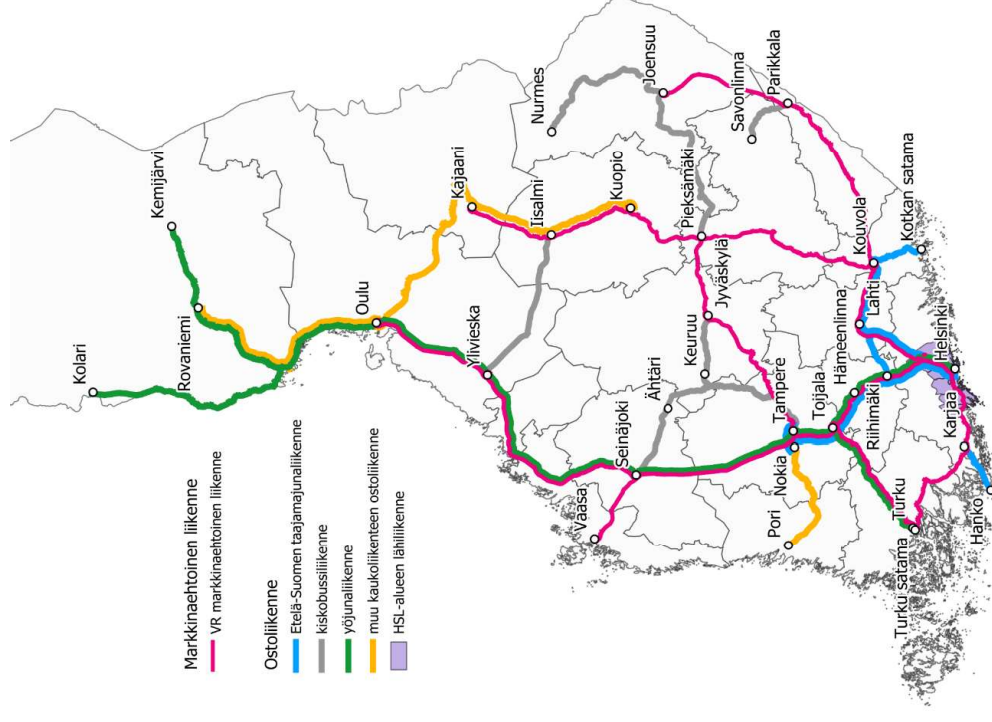 Markkinaehtoinen liikenne
VR markkinaehtoinen liikenne
Ostoliikenne
Etelä-Suomen taajamajunaliikenne
kiskobussiliikenne
yöjunaliikenne
muu kaukoliikenteen ostoliikenne
HSL-alueen lähiliikenne
Kolari
Kemijärvi
Rovaniemi
Oulu
Kajaani
Ylivieska
Iisalmi
Nurmes
Kuopio
Joensuu
Vaasa
Seinäjoki
Ähtäri
Keuruu
Jyväskylä
Pieksämäki
Savonlinna
Parikkala
Pori
Nokia
Tampere
Toijala
Hämeenlinna
Lahti
Kouvola
Kotkan satama
Riihimäki
Turku satama
Turku
Karjaa
Helsinki
Hanko